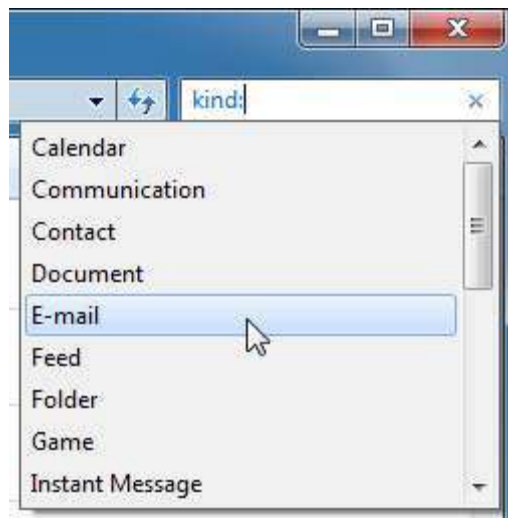 kind:
Calendar
Communication
Contact
Document
E-mail
Feed
Folder
Game
Instant Message